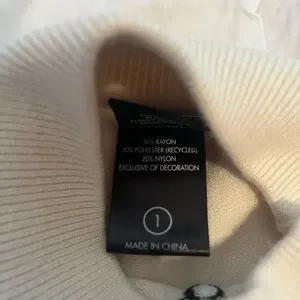 50% RAYON
30% POLYESTER (RECYCLED)
20% NYLON
EXCLUSIVE OF DECORATION
1
MADE IN CHINA